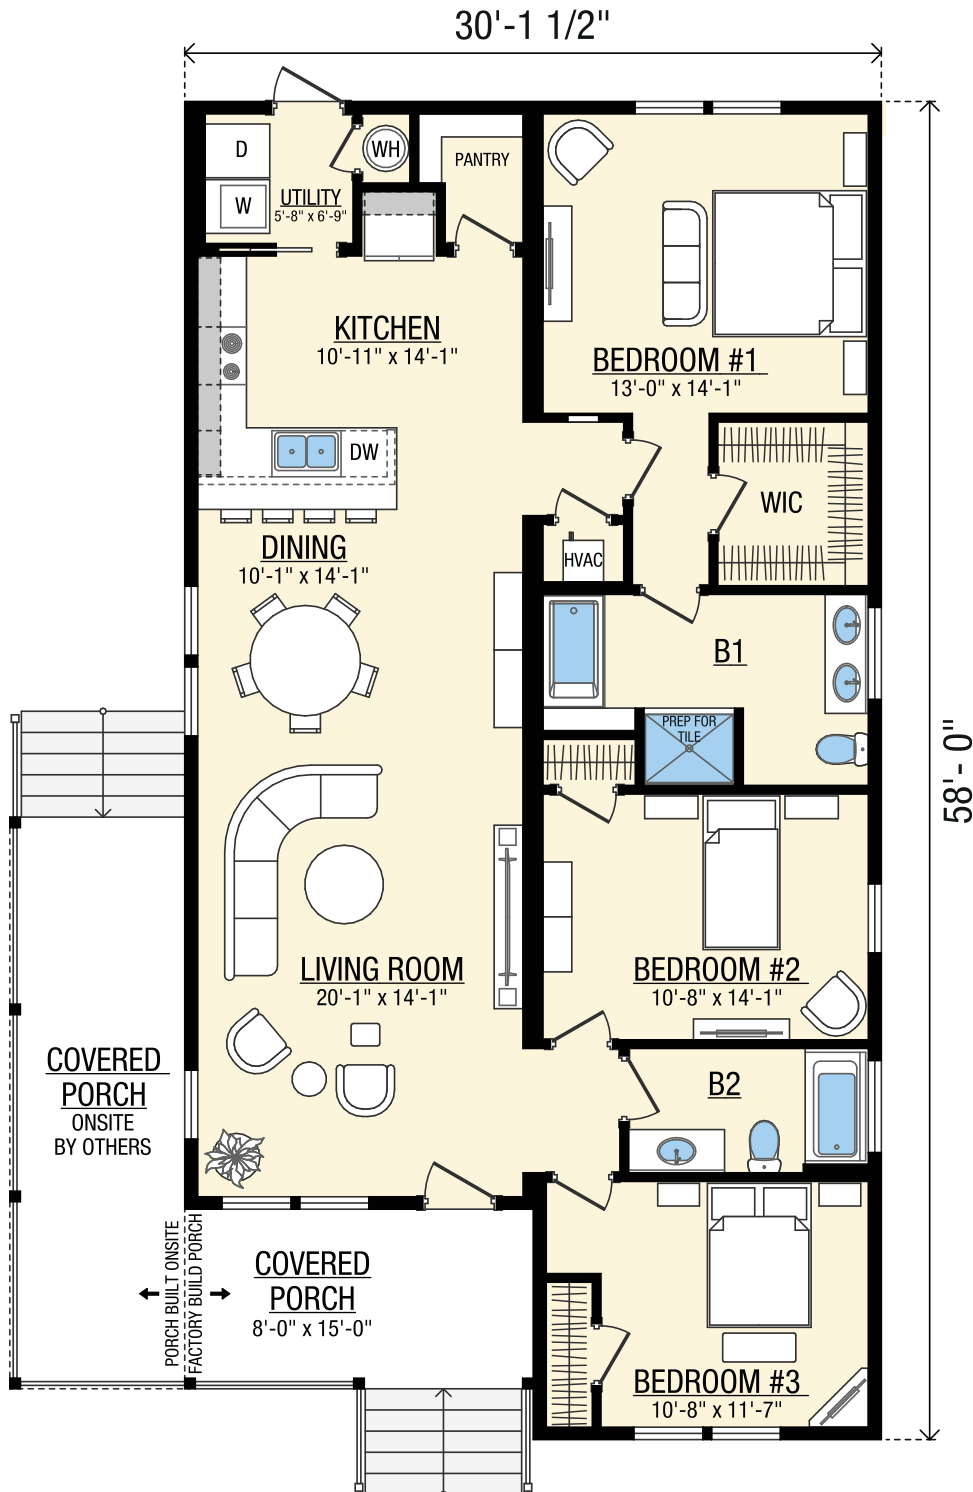 30'-1 1/2"
D
WH
PANTRY
W
UTILITY
5'-8" x 6'-9"
KITCHEN
10'-11" x 14'-1"
BEDROOM #1
13'-0" x 14'-1"
DW
WIC
DINING
10'-1" x 14'-1"
HVAC
B1
PREP FOR
TILE
58'- 0"
LIVING ROOM
20'-1" x 14'-1"
BEDROOM #2
10'-8" x 14'-1"
COVERED
PORCH
ONSITE
BY OTHERS
B2
PORCH BUILT ONSITE
FACTORY BUILD PORCH
COVERED
PORCH
8'-0" x 15'-0"
BEDROOM #3
10'-8" x 11'-7"